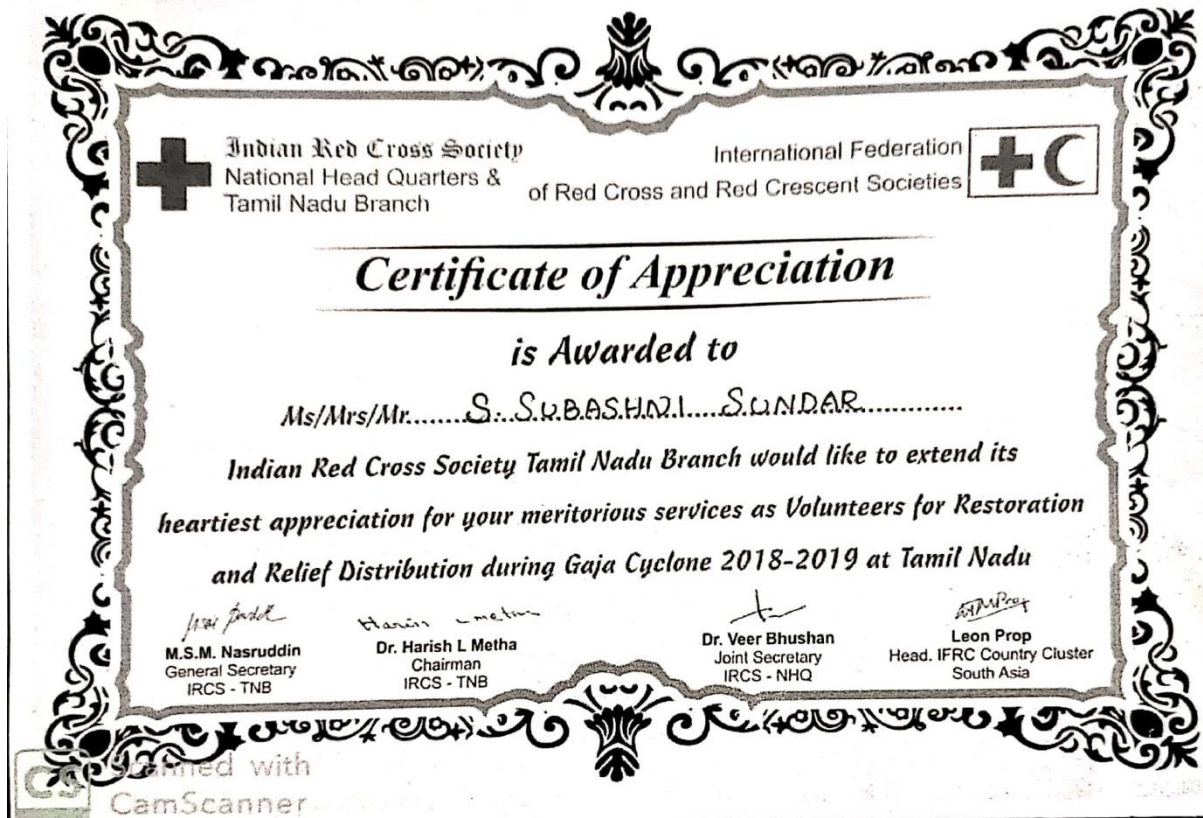 Indian Red Cross Society
National Head Quarters &
Tamil Nadu Branch
International Federation
of Red Cross and Red Crescent Societies
Certificate of Appreciation
is Awarded to
Ms/Mrs/Mr........S. SUBASHNI SUNDAR.............
Indian Red Cross Society Tamil Nadu Branch would like to extend its
heartiest appreciation for your meritorious services as Volunteers for Restoration
and Relief Distribution during Gaja Cyclone 2018-2019 at Tamil Nadu
M.S.M. Nasruddin
General Secretary
IRCS - TNB
Dr. Harish L Metha
Chairman
IRCS - TNB
Dr. Veer Bhushan
Joint Secretary
IRCS - NHQ
Leon Prop
Head. IFRC Country Cluster
South Asia
CS Scanned with
CamScanner